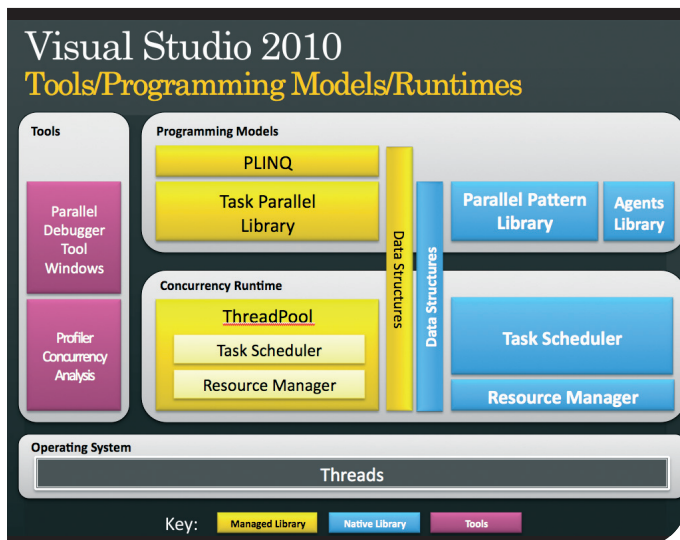 Visual Studio 2010
Tools/Programming Models/Runtimes
Tools
Parallel
Debugger
Tool
Windows
Profiler
Concurrency
Analysis
Programming Models
PLINQ
Task Parallel
Library
Data Structures
Data Structures
Parallel Pattern
Library
Agents
Library
Concurrency Runtime
ThreadPool
Task Scheduler
Resource Manager
Task Scheduler
Resource Manager
Operating System
Threads
Key:
Managed Library
Native Library
Tools